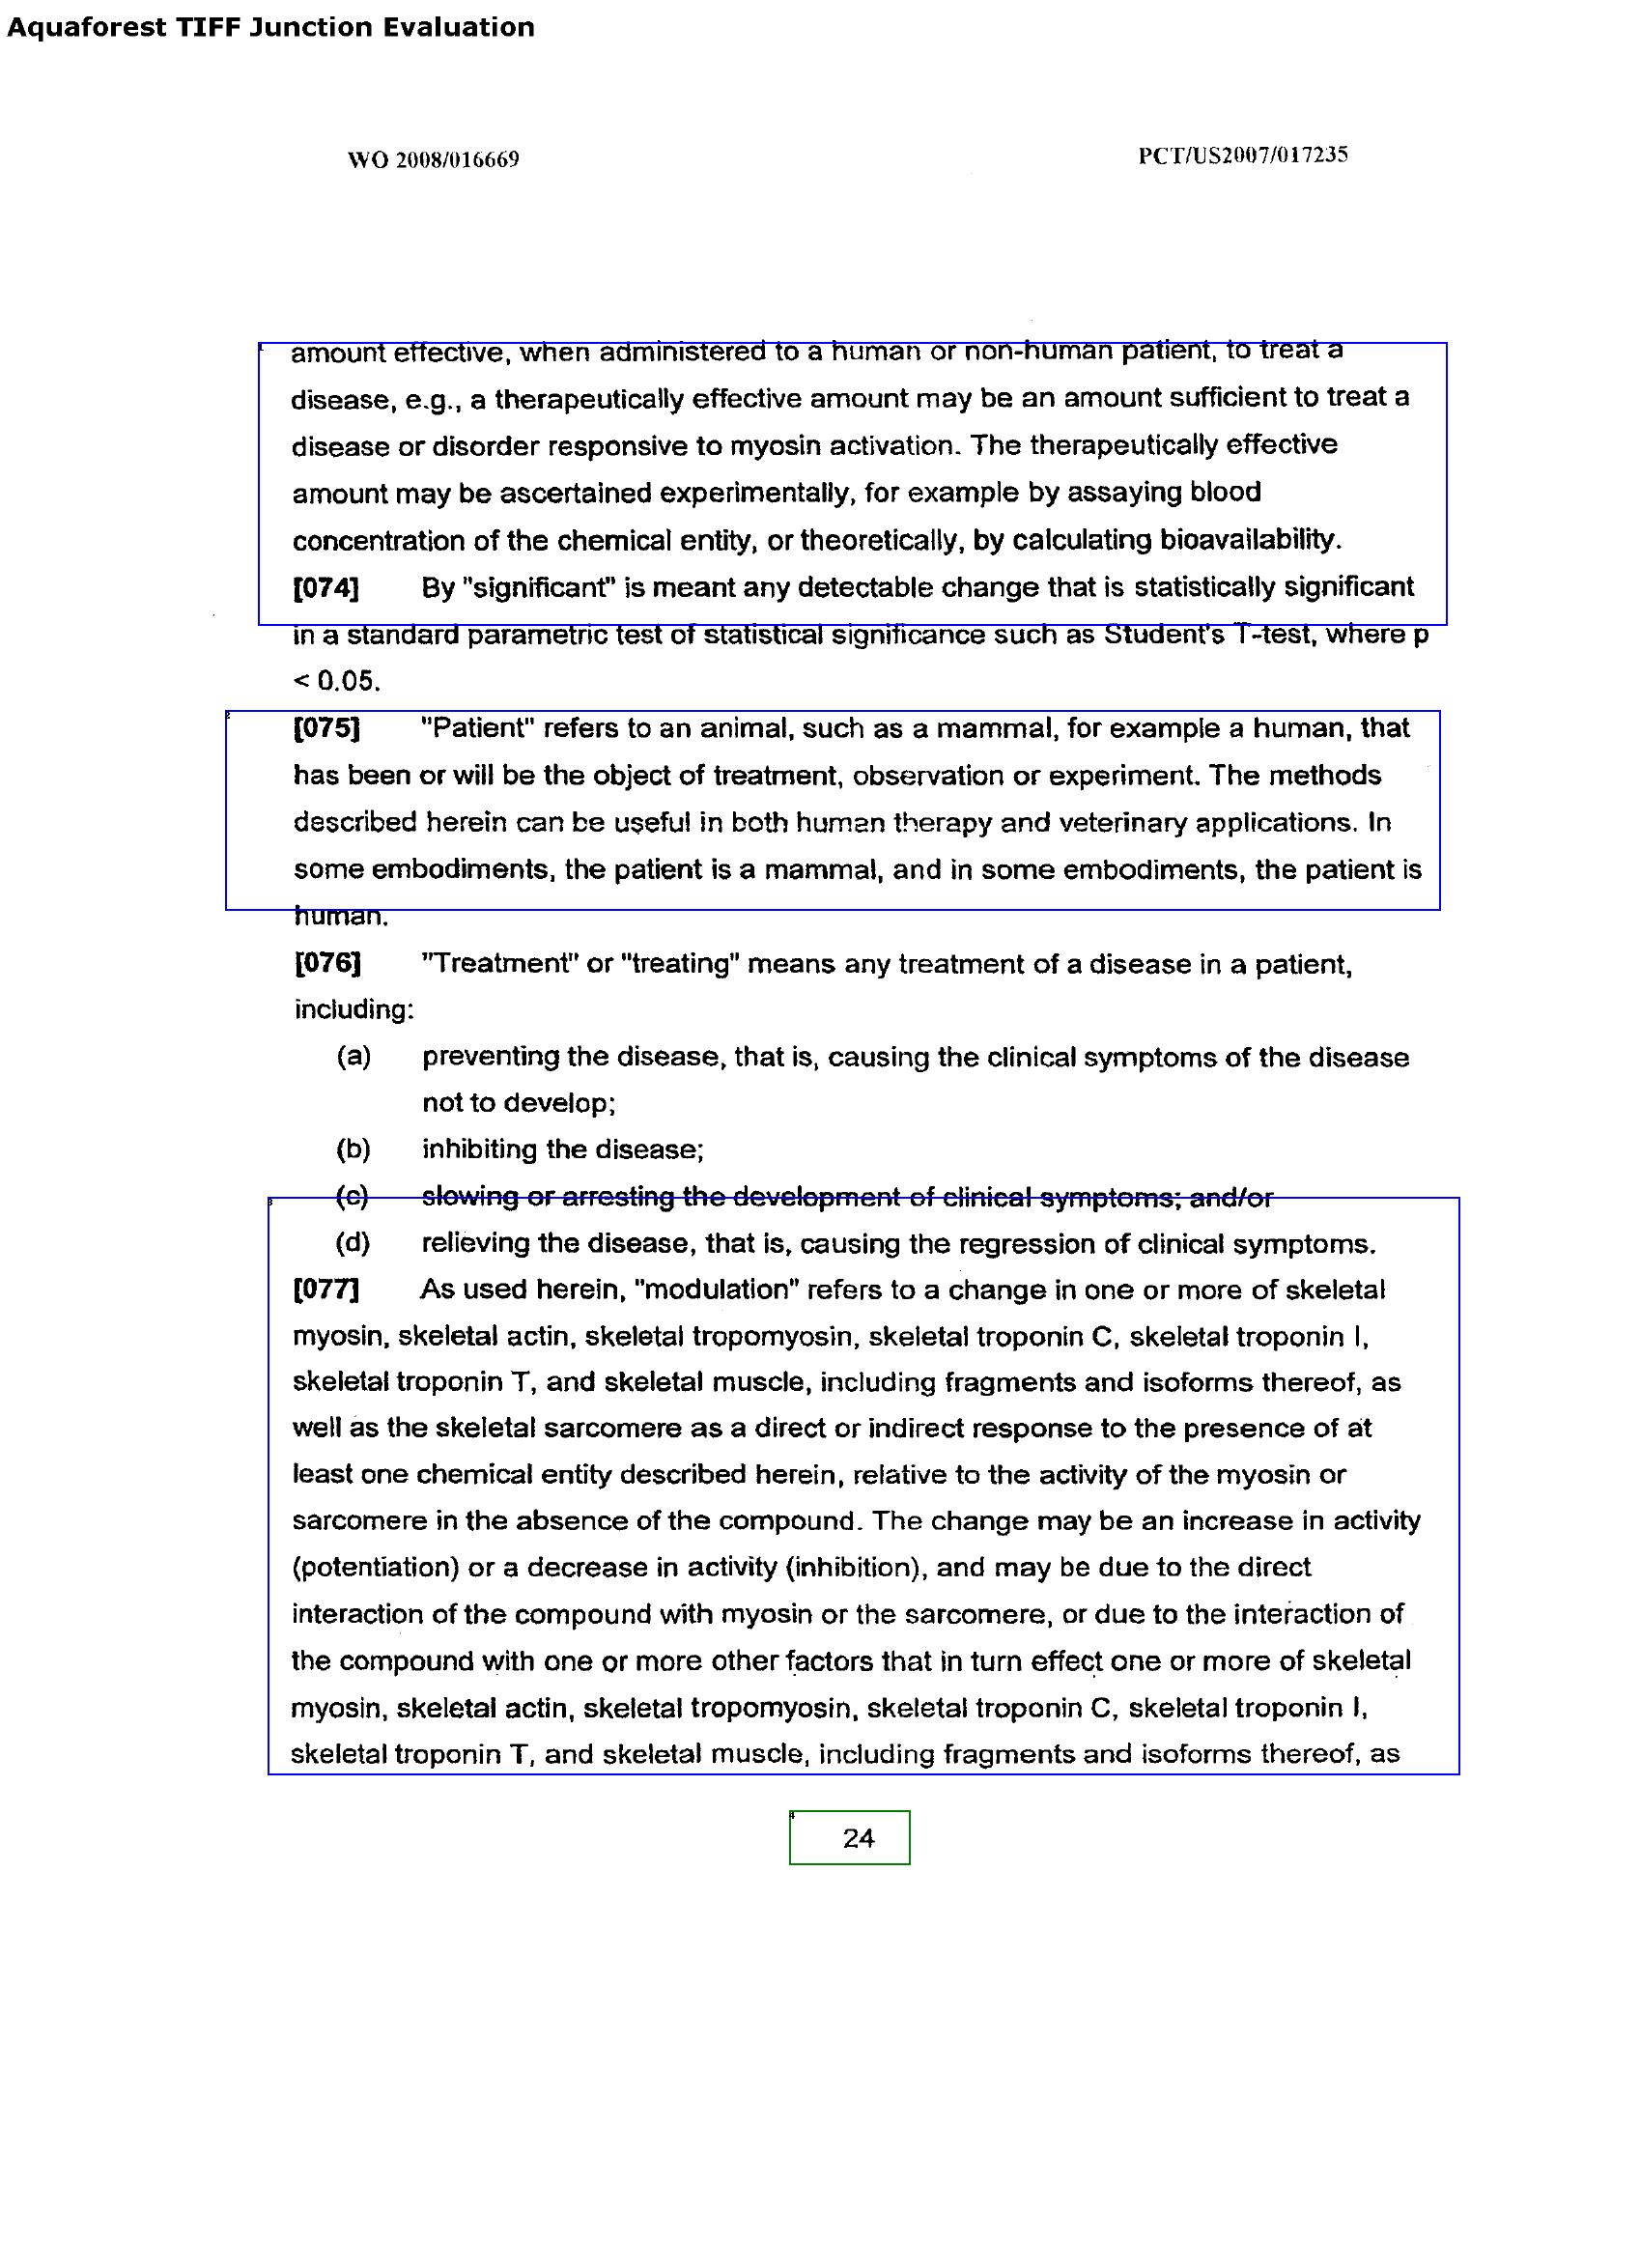 Aquaforest TIFF Junction Evaluation
WO 2008/016669 PCT/US2007/017235
amount effective, when administered to a human or non-human patient, to treat a
disease, e.g., a therapeutically effective amount may be an amount sufficient to treat a
disease or disorder responsive to myosin activation. The therapeutically effective
amount may be ascertained experimentally, for example by assaying blood
concentration of the chemical entity, or theoretically, by calculating bioavailability.
[074] By "significant" is meant any detectable change that is statistically significant
in a standard parametric test of statistical significance such as Student's T-test, where p
< 0.05.
[075] "Patient" refers to an animal, such as a mammal, for example a human, that
has been or will be the object of treatment, observation or experiment. The methods
described herein can be useful in both human therapy and veterinary applications. In
some embodiments, the patient is a mammal, and in some embodiments, the patient is
human.
[076] "Treatment" or "treating" means any treatment of a disease in a patient,
including:
(a) preventing the disease, that is, causing the clinical symptoms of the disease
not to develop;
(b) inhibiting the disease;
(c) slowing or arresting the development of clinical symptoms; and/or
(d) relieving the disease, that is, causing the regression of clinical symptoms.
[077] As used herein, "modulation" refers to a change in one or more of skeletal
myosin, skeletal actin, skeletal tropomyosin, skeletal troponin C, skeletal troponin I,
skeletal troponin T, and skeletal muscle, including fragments and isoforms thereof, as
well as the skeletal sarcomere as a direct or indirect response to the presence of at
least one chemical entity described herein, relative to the activity of the myosin or
sarcomere in the absence of the compound. The change may be an increase in activity
(potentiation) or a decrease in activity (inhibition), and may be due to the direct
interaction of the compound with myosin or the sarcomere, or due to the interaction of
the compound with one or more other factors that in turn effect one or more of skeletal
myosin, skeletal actin, skeletal tropomyosin, skeletal troponin C, skeletal troponin I,
skeletal troponin T, and skeletal muscle, including fragments and isoforms thereof, as
24